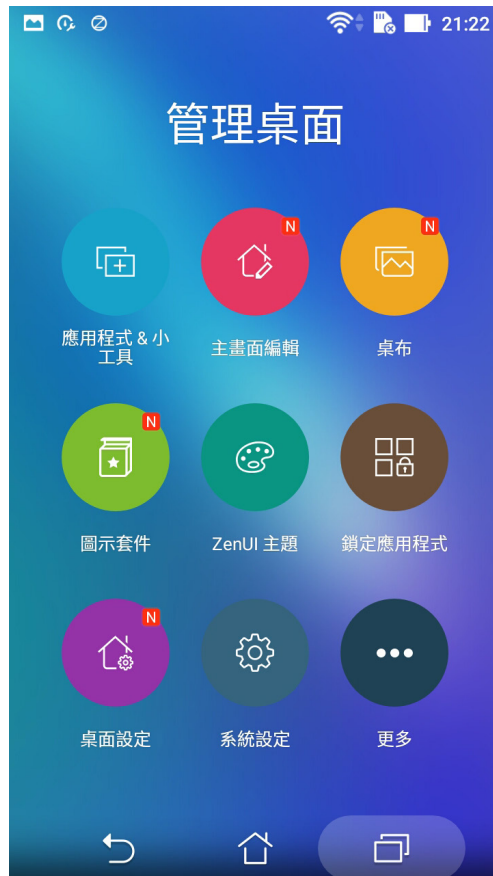 21:22
管理桌面
N
N
應用程式 & 小
工具
主畫面編輯
桌布
N
圖示套件
ZenUI 主題
鎖定應用程式
N
桌面設定
系統設定
更多